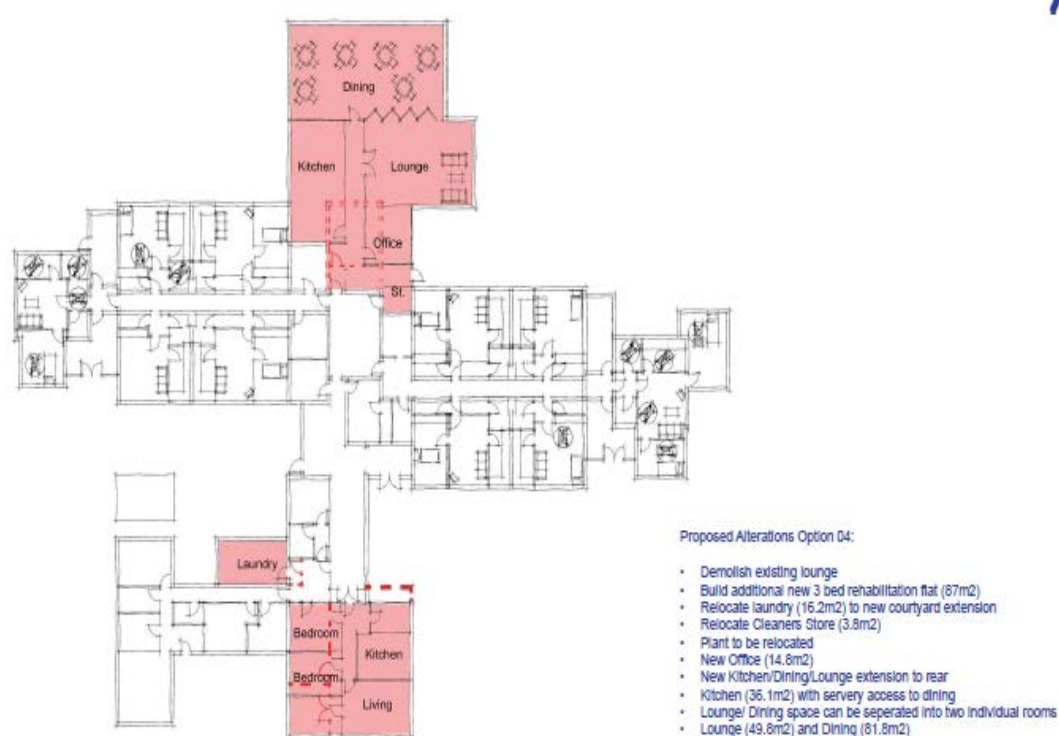 Dining
Kitchen
Lounge
Office
St.
Laundry
Bedroom
Kitchen
Bedroom
Living
Proposed Alterations Option 04:
• Demolish existing lounge
• Build additional new 3 bed rehabilitation flat (87m2)
• Relocate laundry (16.2m2) to new courtyard extension
• Relocate Cleaners Store (3.8m2)
• Plant to be relocated
• New Office (14.8m2)
• New Kitchen/Dining/Lounge extension to rear
• Kitchen (36.1m2) with servery access to dining
• Lounge/ Dining space can be seperated into two individual rooms
• Lounge (49.8m2) and Dining (81.8m2)